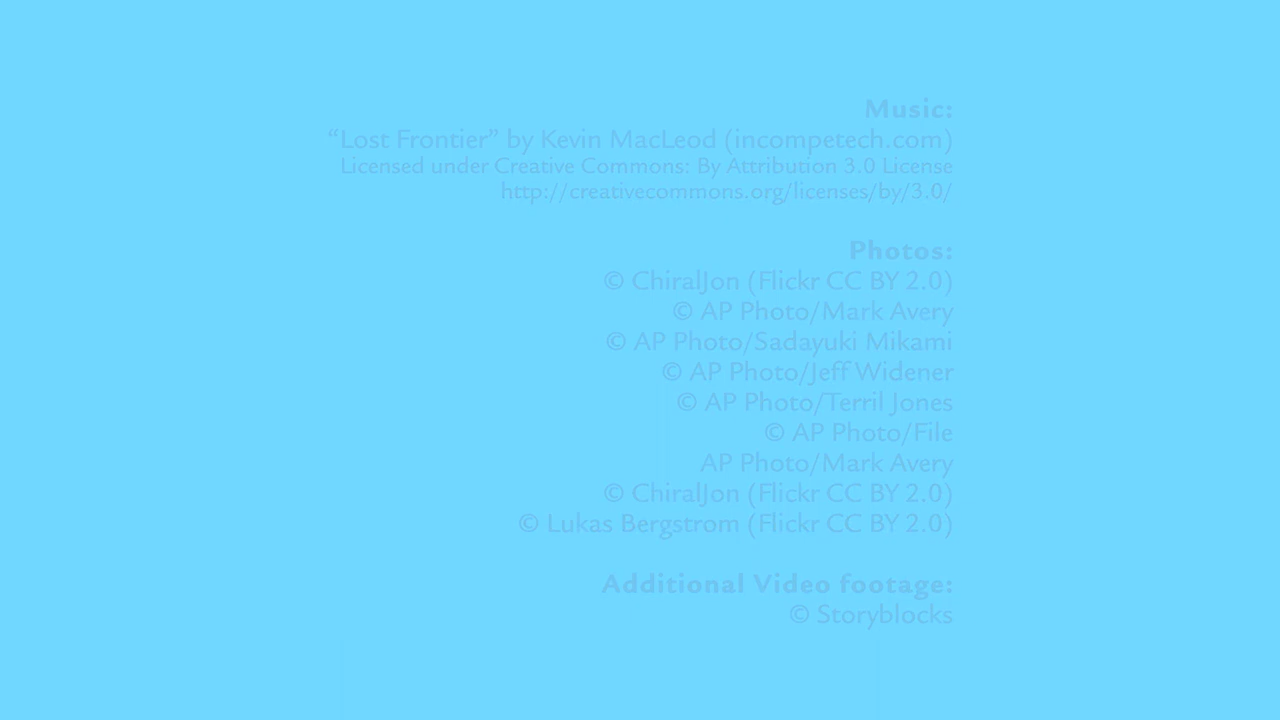 Music:
“Lost Frontier” by Kevin MacLeod (incompetech.com)
Licensed under Creative Commons: By Attribution 3.0 License
http://creativecommons.org/licenses/by/3.0/
Photos:
© ChiralJon (Flickr CC BY 2.0)
© AP Photo/Mark Avery
© AP Photo/Sadayuki Mikami
© AP Photo/Jeff Widener
© AP Photo/Terril Jones
© AP Photo/File
AP Photo/Mark Avery
© ChiralJon (Flickr CC BY 2.0)
© Lukas Bergstrom (Flickr CC BY 2.0)
Additional Video footage:
© Storyblocks